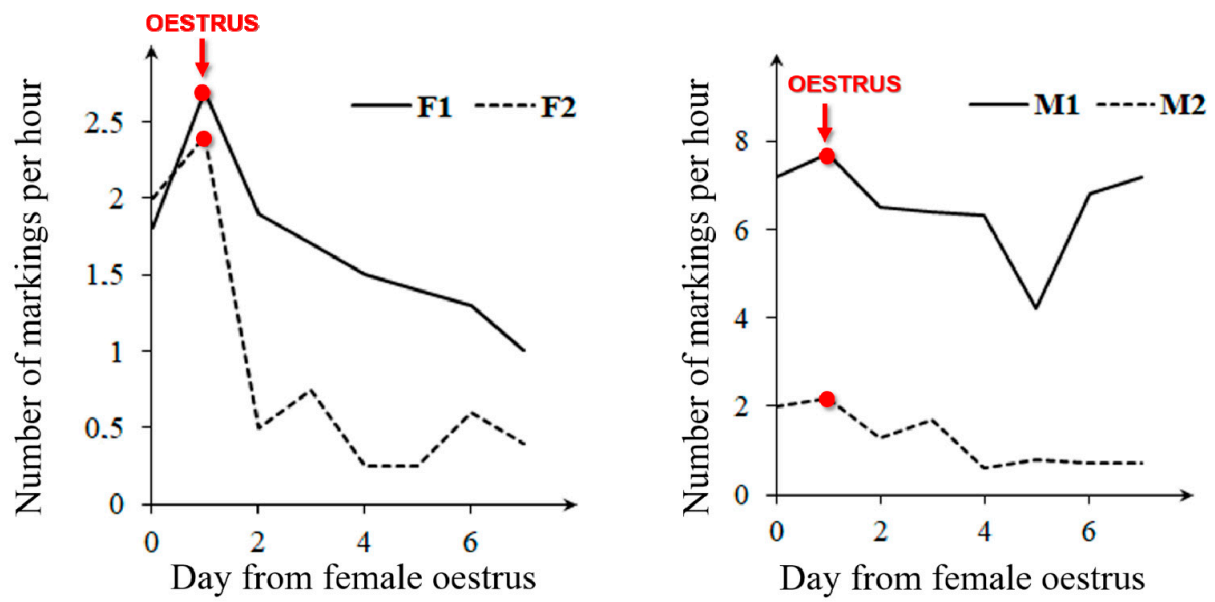 OESTRUS
Number of markings per hour
F1 F2
2.5
2
1.5
1
0.5
0
0 2 4 6
Day from female oestrus
OESTRUS
Number of markings per hour
M1 M2
8
6
4
2
0
0 2 4 6
Day from female oestrus